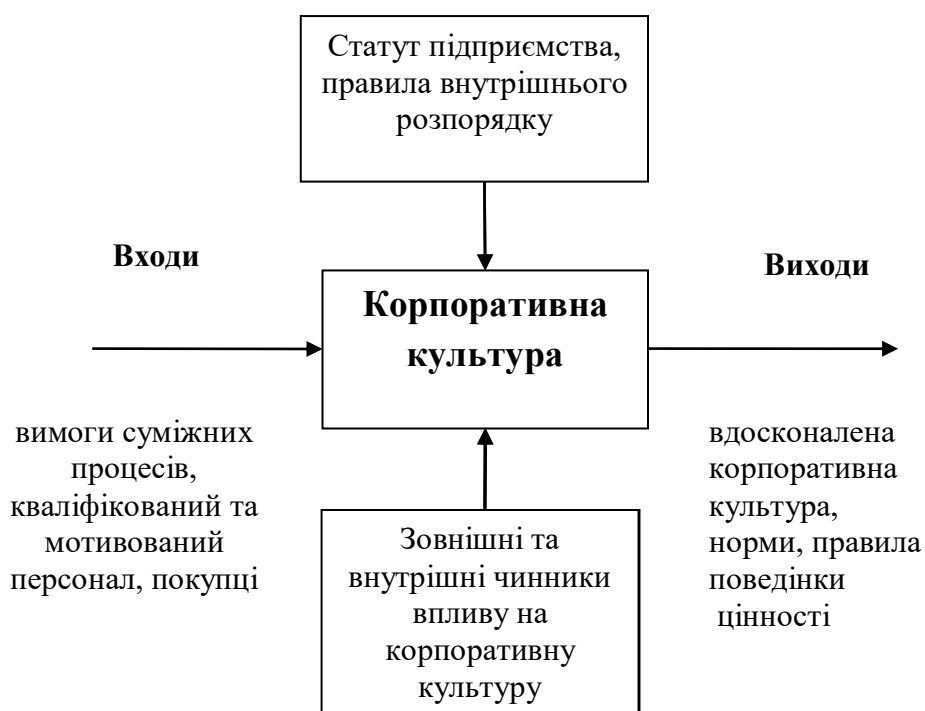 Статут підприємства,
правила внутрішнього
розпорядку
Входи
Виходи
Корпоративна
культура
вимоги суміжних
процесів,
кваліфікований та
мотивований
персонал, покупці
вдосконалена
корпоративна
культура,
норми, правила
поведінки
цінності
Зовнішні та
внутрішні чинники
впливу на
корпоративну
культуру